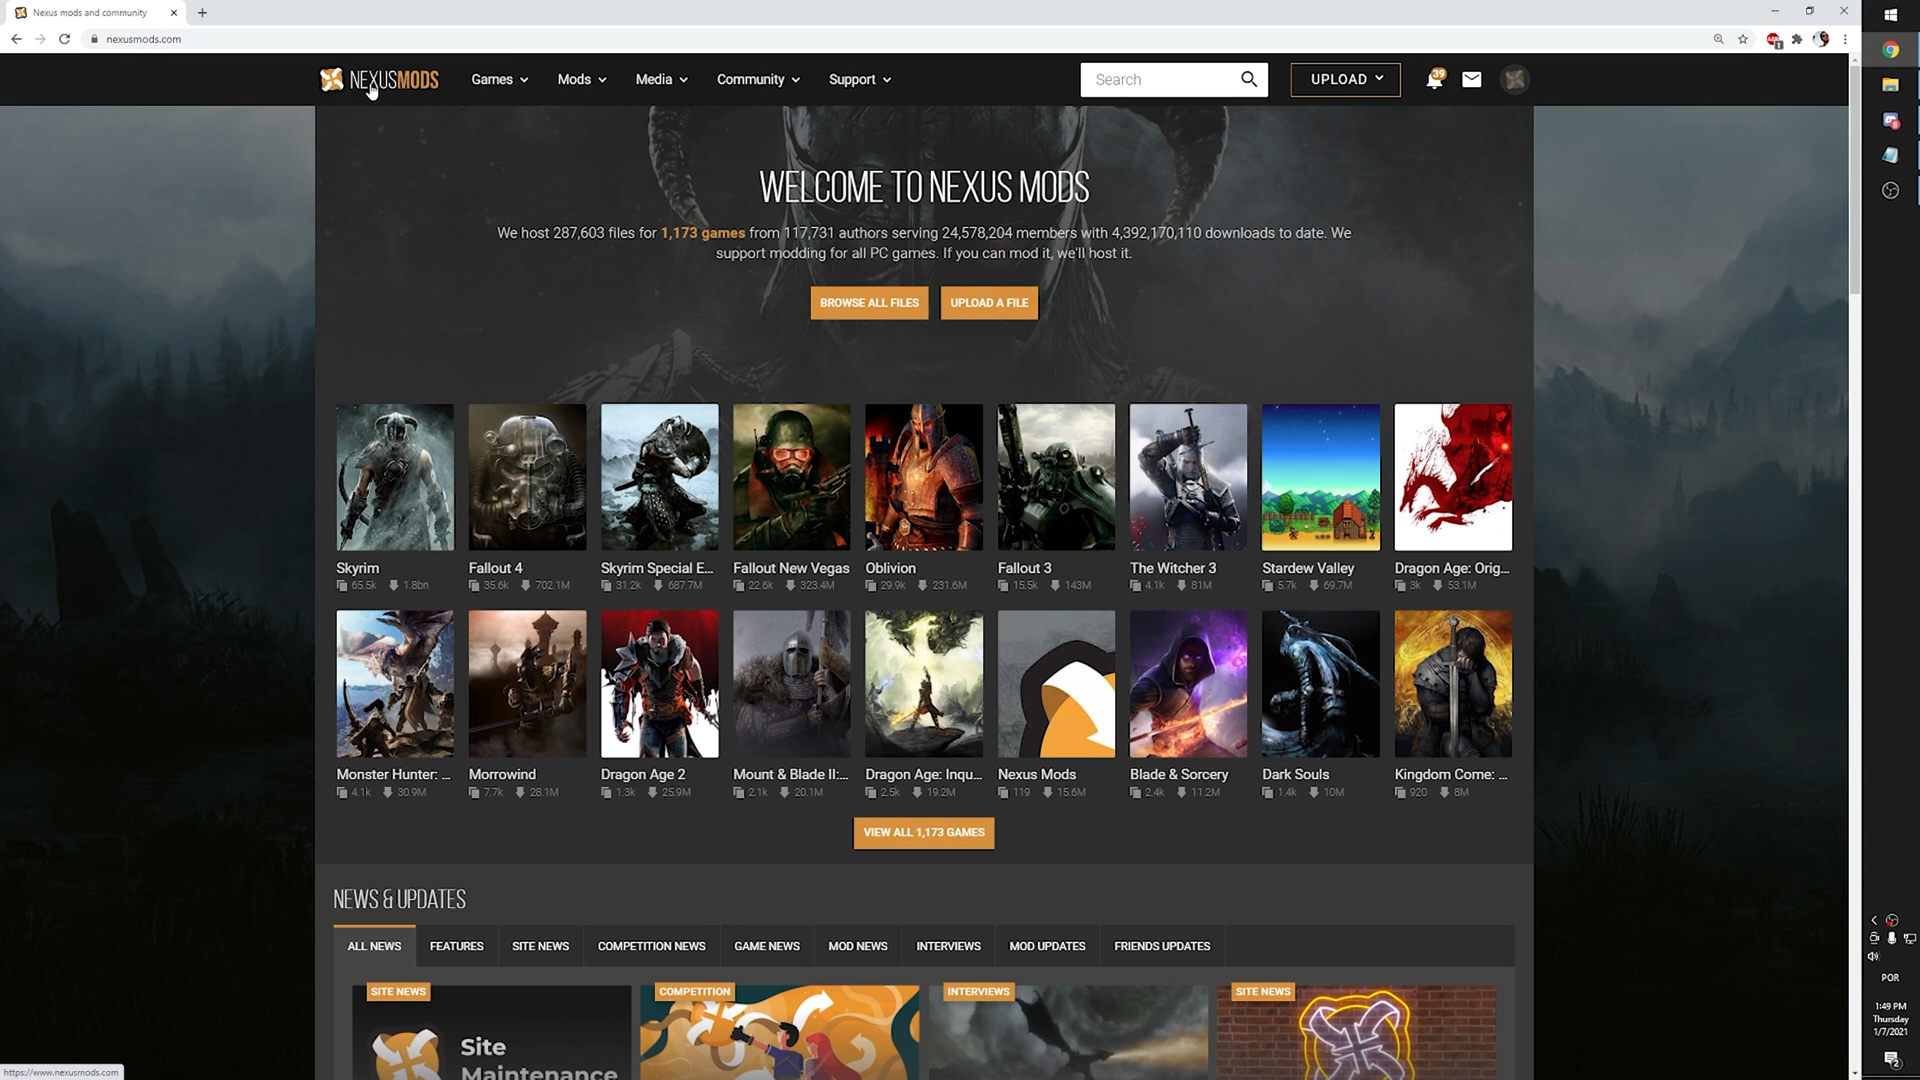 Nexus mods and community
nexusmods.com
NEXUSMODS
Games
Mods
Media
Community
Support
Search
UPLOAD
39
WELCOME TO NEXUS MODS
We host 287,603 files for 1,173 games from 117,731 authors serving 24,578,204 members with 4,392,170,110 downloads to date. We
support modding for all PC games. If you can mod it, we'll host it.
BROWSE ALL FILES
UPLOAD A FILE
Skyrim
65.5k 1.8bn
Fallout 4
35.6k 702.1M
Skyrim Special E...
31.2k 687.7M
Fallout New Vegas
22.6k 323.4M
Oblivion
29.9k 231.6M
Fallout 3
15.5k 143M
The Witcher 3
4.1k 81M
Stardew Valley
5.7k 69.7M
Dragon Age: Orig...
3k 53.1M
Monster Hunter: ...
4.1k 30.9M
Morrowind
7.7k 28.1M
Dragon Age 2
1.3k 25.9M
Mount & Blade II:...
2.1k 20.1M
Dragon Age: Inqu...
2.5k 19.2M
Nexus Mods
119 15.6M
Blade & Sorcery
2.4k 11.2M
Dark Souls
1.4k 10M
Kingdom Come: ...
920 8M
VIEW ALL 1,173 GAMES
NEWS & UPDATES
ALL NEWS
FEATURES
SITE NEWS
COMPETITION NEWS
GAME NEWS
MOD NEWS
INTERVIEWS
MOD UPDATES
FRIENDS UPDATES
SITE NEWS
Site
Maintenance
COMPETITION
INTERVIEWS
SITE NEWS
https://www.nexusmods.com
POR
1:49 PM
Thursday
1/7/2021
2